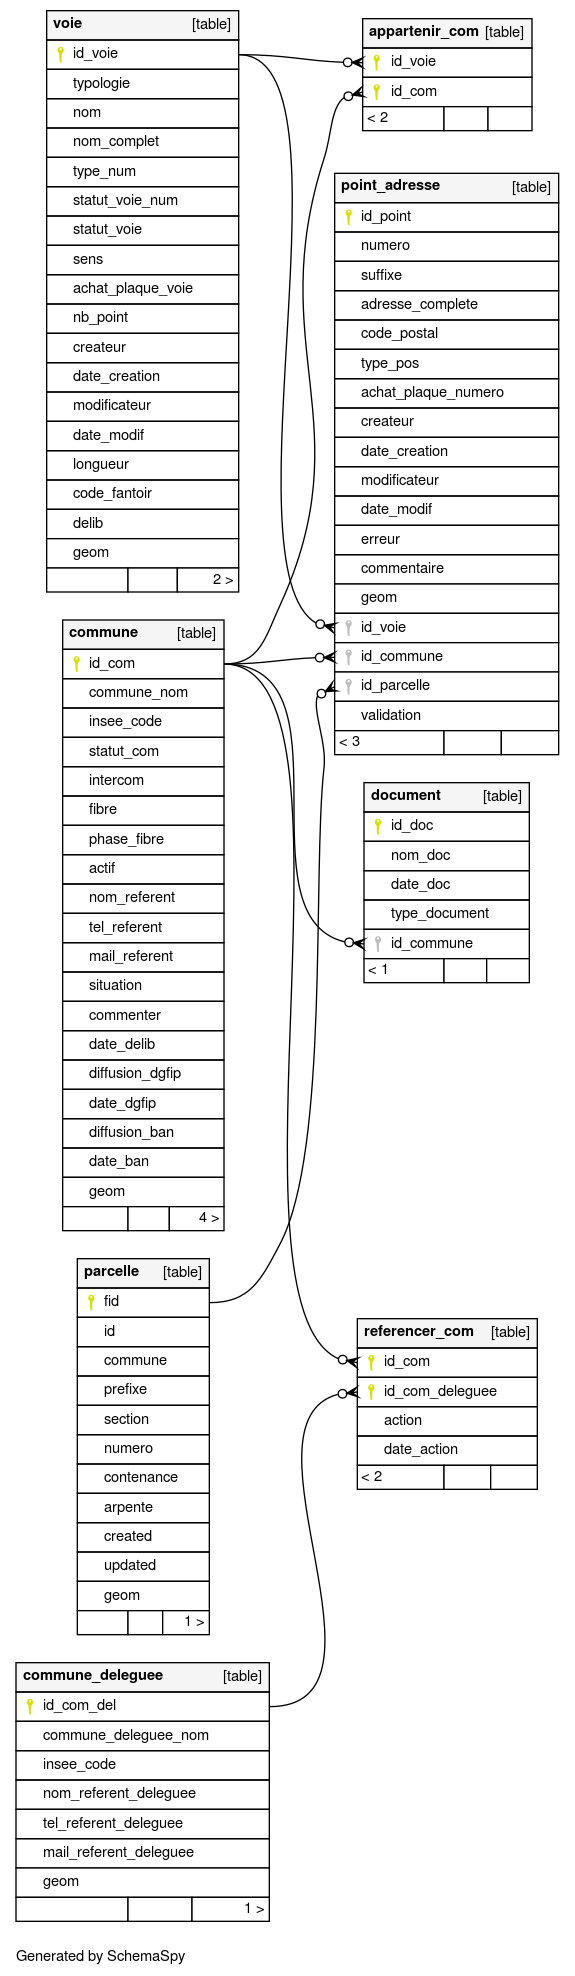 voie [table]
id_voie
typologie
nom
nom_complet
type_num
statut_voie_num
statut_voie
sens
achat_plaque_voie
nb_point
createur
date_creation
modificateur
date_modif
longueur
code_fantoir
delib
geom
2 >
appartenir_com [table]
id_voie
id_com
< 2
point_adresse [table]
id_point
numero
suffixe
adresse_complete
code_postal
type_pos
achat_plaque_numero
createur
date_creation
modificateur
date_modif
erreur
commentaire
geom
id_voie
id_commune
id_parcelle
validation
< 3
commune [table]
id_com
commune_nom
insee_code
statut_com
intercom
fibre
phase_fibre
actif
nom_referent
tel_referent
mail_referent
situation
commenter
date_delib
diffusion_dgfip
date_dgfip
diffusion_ban
date_ban
geom
4 >
document [table]
id_doc
nom_doc
date_doc
type_document
id_commune
< 1
parcelle [table]
fid
id
commune
prefixe
section
numero
contenance
arpente
created
updated
geom
1 >
referencer_com [table]
id_com
id_com_deleguee
action
date_action
< 2
commune_deleguee [table]
id_com_del
commune_deleguee_nom
insee_code
nom_referent_deleguee
tel_referent_deleguee
mail_referent_deleguee
geom
1 >
Generated by SchemaSpy